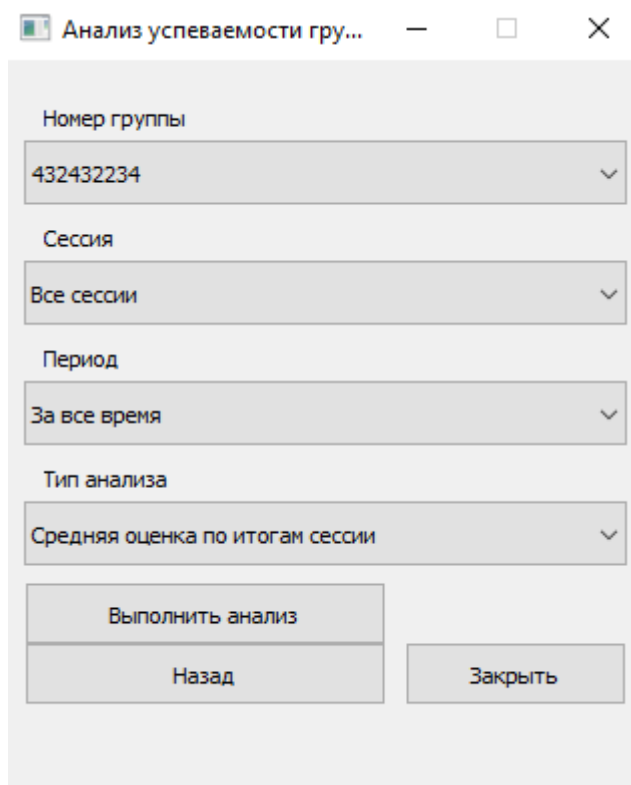 Анализ успеваемости гру...
Номер группы
432432234
Сессия
Все сессии
Период
За все время
Тип анализа
Средняя оценка по итогам сессии
Выполнить анализ
Назад
Закрыть